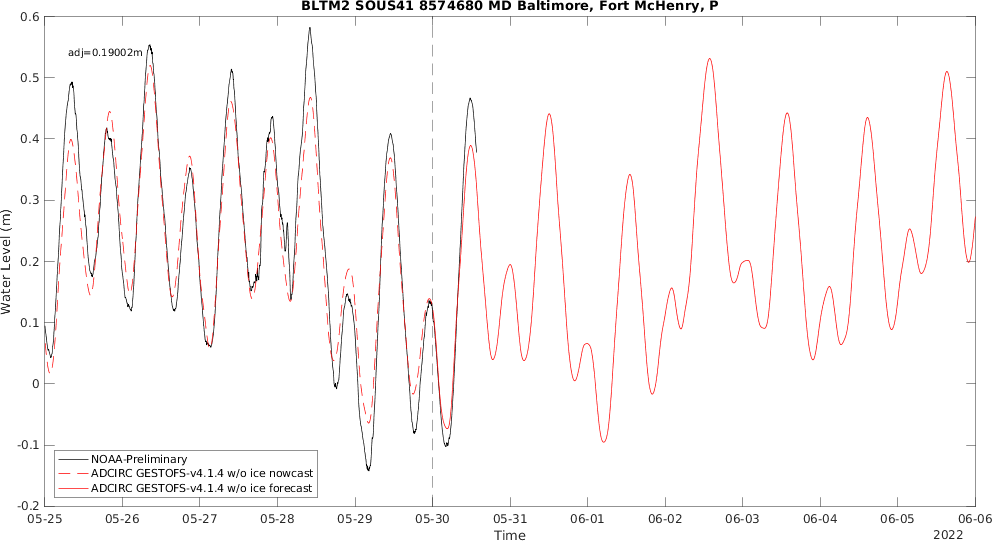 BLTM2 SOUS41 8574680 MD Baltimore, Fort McHenry, P
adj=0.19002m
0.6
0.5
0.4
0.3
0.2
0.1
0
-0.1
-0.2
Water Level (m)
NOAA-Preliminary
ADCIRC GESTOFS-v4.1.4 w/o ice nowcast
ADCIRC GESTOFS-v4.1.4 w/o ice forecast
05-25 05-26 05-27 05-28 05-29 05-30 05-31 06-01 06-02 06-03 06-04 06-05 06-06
Time
2022